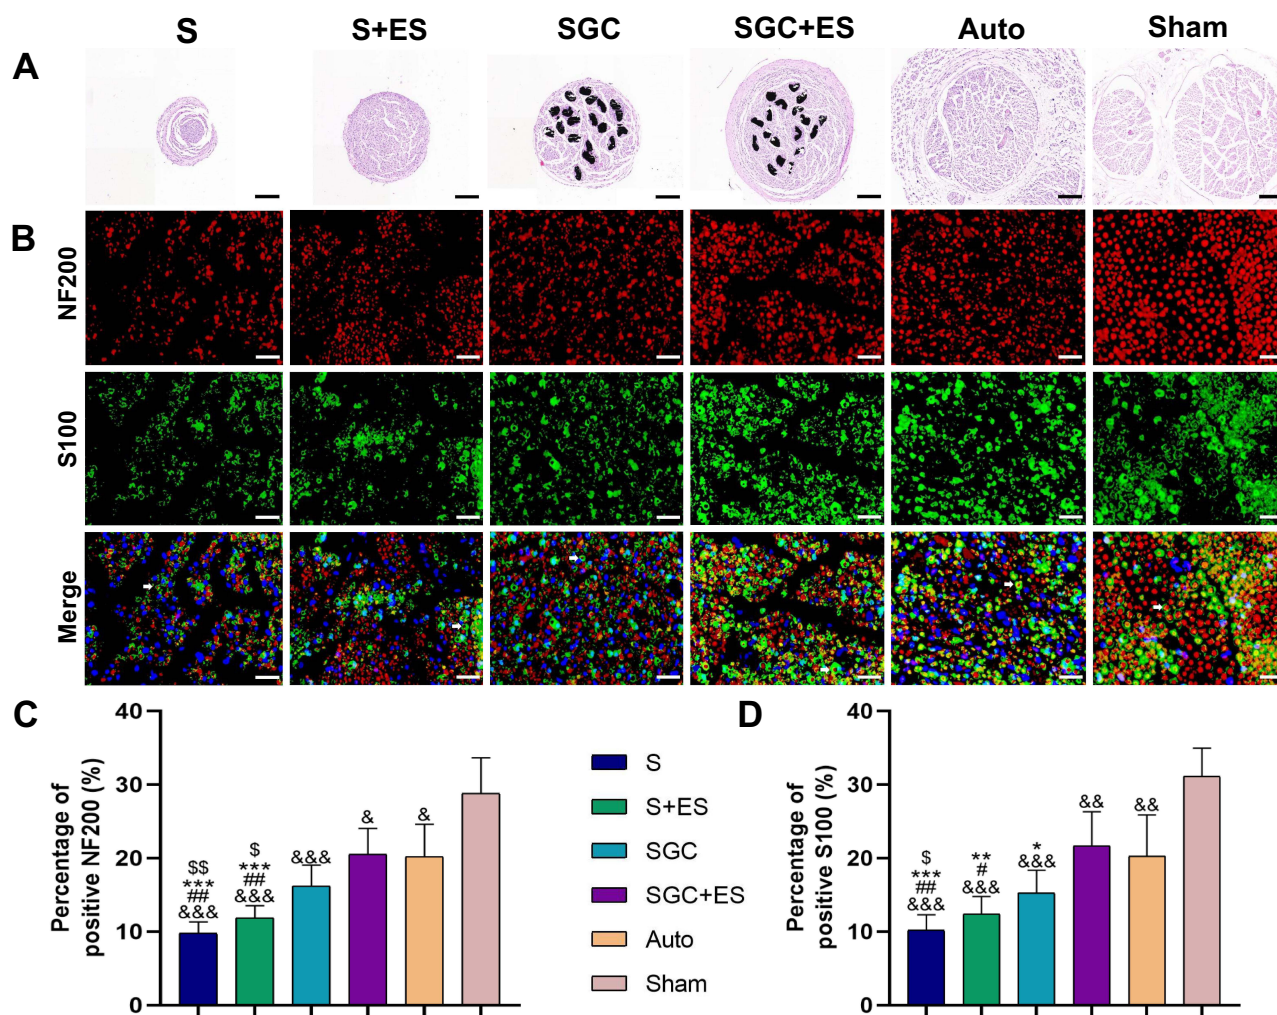 S S+ES SGC SGC+ES Auto Sham
A
B
NF200
S100
Merge
C
Percentage of
positive NF200 (%)
40
30
20
10
0
$$
***
##
&&&
$
***
##
&&&
&&&
&
&
S
S+ES
SGC
SGC+ES
Auto
Sham
D
Percentage of
positive S100 (%)
40
30
20
10
0
$
***
##
&&&
**
#
&&&
*
&&&
&&
&&